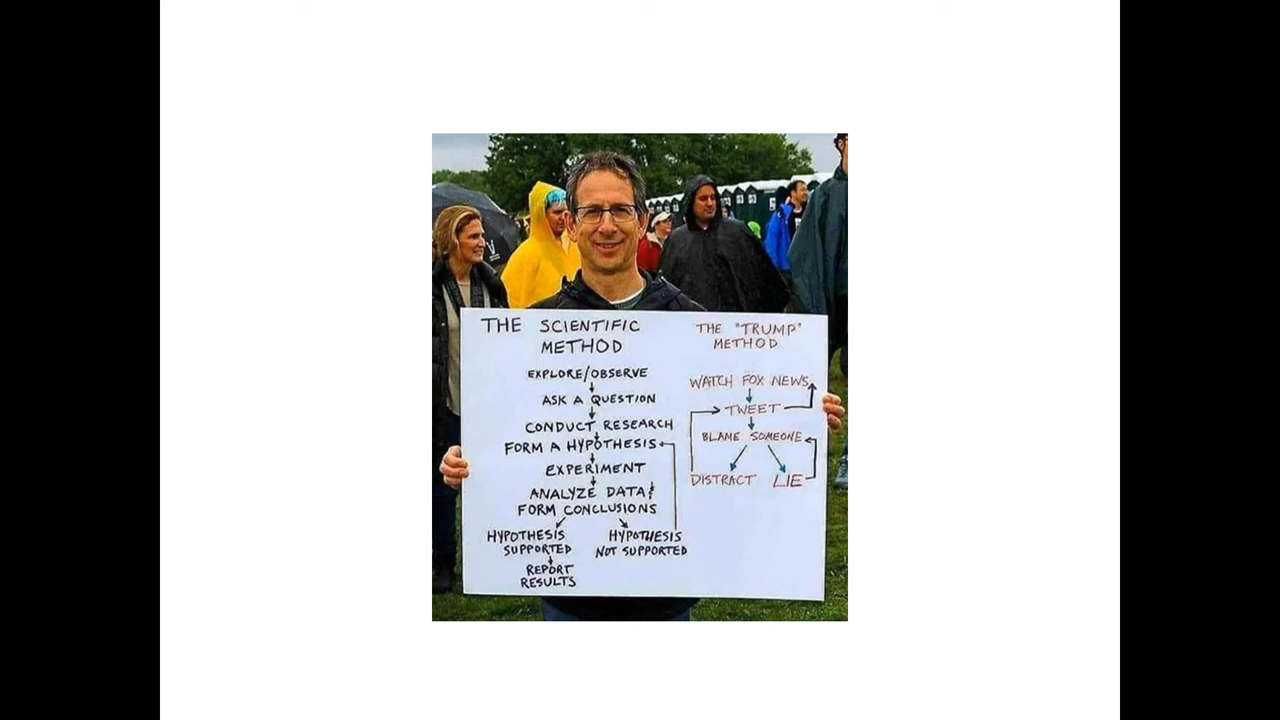 THE SCIENTIFIC
METHOD
EXPLORE/OBSERVE
ASK A QUESTION
CONDUCT RESEARCH
FORM A HYPOTHESIS
EXPERIMENT
ANALYZE DATA &
FORM CONCLUSIONS
HYPOTHESIS
SUPPORTED
HYPOTHESIS
NOT SUPPORTED
REPORT
RESULTS
THE "TRUMP"
METHOD
WATCH FOX NEWS
TWEET
BLAME SOMEONE
DISTRACT
LIE